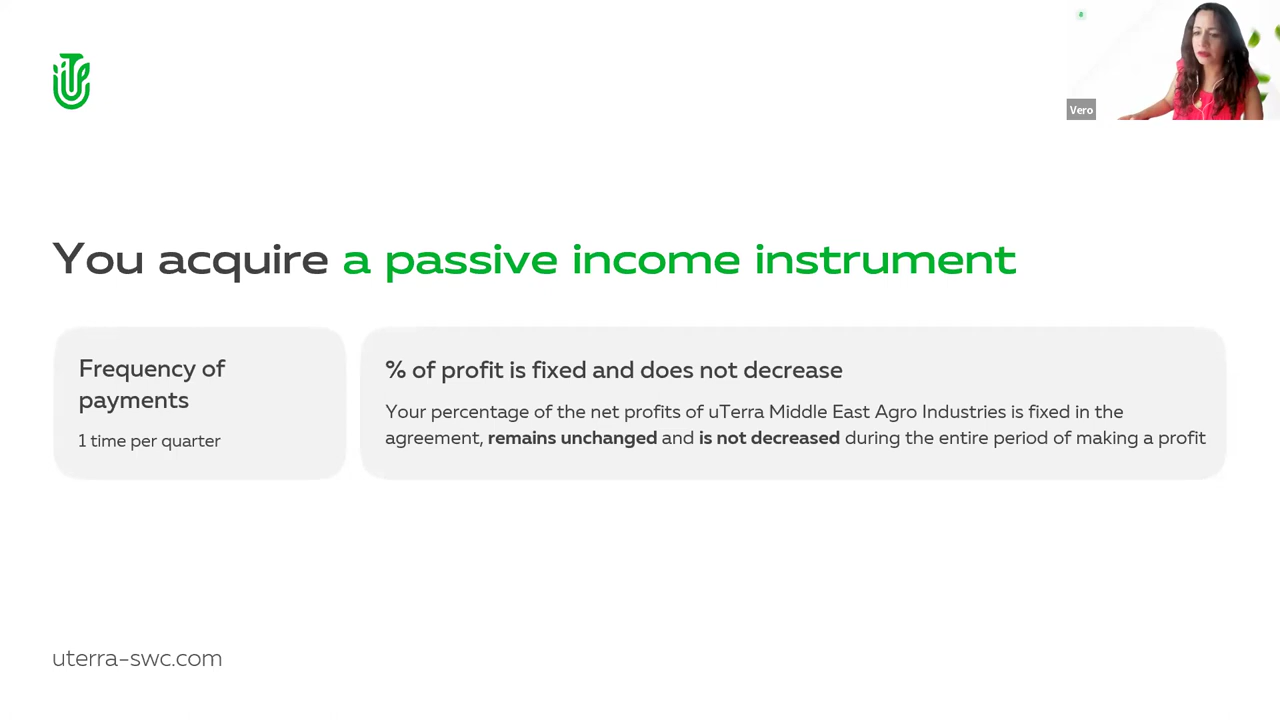 Vero
You acquire a passive income instrument
Frequency of
payments
1 time per quarter
% of profit is fixed and does not decrease
Your percentage of the net profits of uTerra Middle East Agro Industries is fixed in the
agreement, remains unchanged and is not decreased during the entire period of making a profit
uterra-swc.com